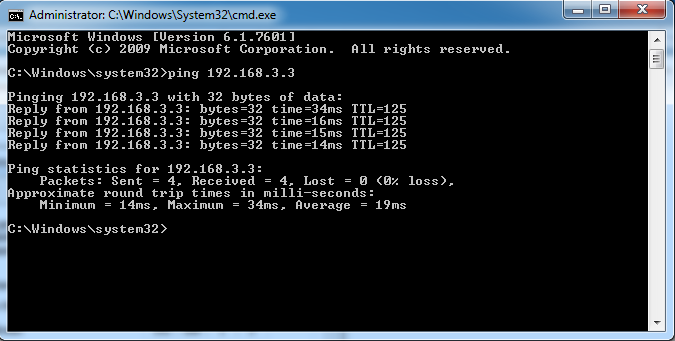 Administrator: C:\Windows\System32\cmd.exe
Microsoft Windows [Version 6.1.7601]
Copyright (c) 2009 Microsoft Corporation.  All rights reserved.
C:\Windows\system32>ping 192.168.3.3
Pinging 192.168.3.3 with 32 bytes of data:
Reply from 192.168.3.3: bytes=32 time=34ms TTL=125
Reply from 192.168.3.3: bytes=32 time=16ms TTL=125
Reply from 192.168.3.3: bytes=32 time=15ms TTL=125
Reply from 192.168.3.3: bytes=32 time=14ms TTL=125
Ping statistics for 192.168.3.3:
    Packets: Sent = 4, Received = 4, Lost = 0 (0% loss),
Approximate round trip times in milli-seconds:
    Minimum = 14ms, Maximum = 34ms, Average = 19ms
C:\Windows\system32>